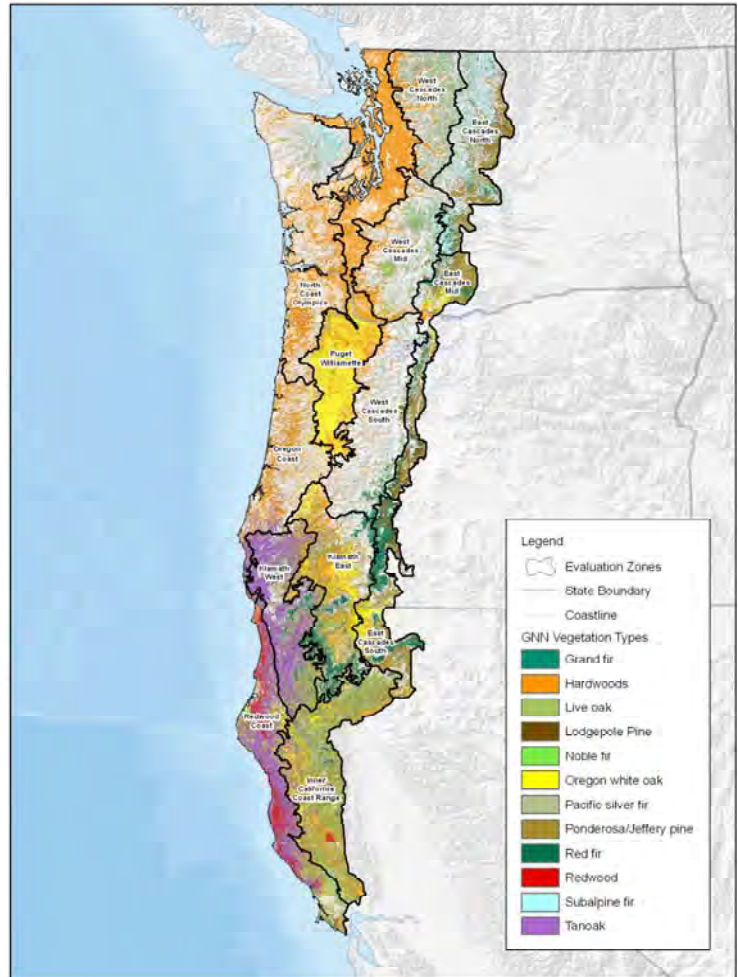 West
Cascades
North
East
Cascades
North
West
Cascades
Mid
East
Cascades
Mid
North
Coast
Olympics
Puget
Willamette
West
Cascades
South
Oregon
Coast
Klamath
West
Klamath
East
East
Cascades
South
Redwood
Coast
Inner
California
Coast Range
Legend
Evaluation Zones
State Boundary
Coastline
GNN Vegetation Types
Grand fir
Hardwoods
Live oak
Lodgepole Pine
Noble fir
Oregon white oak
Pacific silver fir
Ponderosa/Jeffery pine
Red fir
Redwood
Subalpine fir
Tanoak